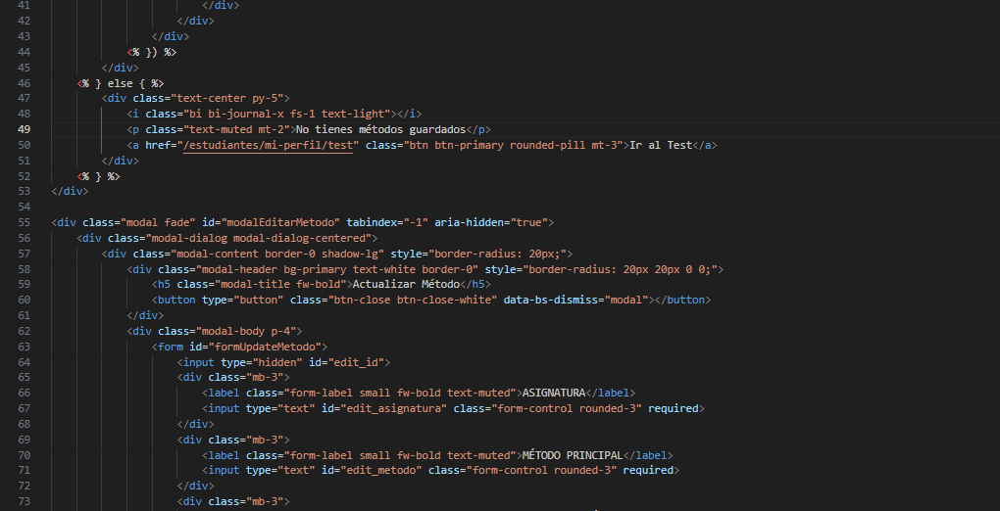 41 </div>
42 </div>
43 </div>
44 <% }) %>
45 </div>
46 <% } else { %>
47 <div class="text-center py-5">
48 <i class="bi bi-journal-x fs-1 text-light"></i>
49 <p class="text-muted mt-2">No tienes métodos guardados</p>
50 <a href="/estudiantes/mi-perfil/test" class="btn btn-primary rounded-pill mt-3">Ir al Test</a>
51 </div>
52 <% } %>
53 </div>
54
55 <div class="modal fade" id="modalEditarMetodo" tabindex="-1" aria-hidden="true">
56 <div class="modal-dialog modal-dialog-centered">
57 <div class="modal-content border-0 shadow-lg" style="border-radius: 20px;">
58 <div class="modal-header bg-primary text-white border-0" style="border-radius: 20px 20px 0 0;">
59 <h5 class="modal-title fw-bold">Actualizar Método</h5>
60 <button type="button" class="btn-close btn-close-white" data-bs-dismiss="modal"></button>
61 </div>
62 <div class="modal-body p-4">
63 <form id="formUpdateMetodo">
64 <input type="hidden" id="edit_id">
65 <div class="mb-3">
66 <label class="form-label small fw-bold text-muted">ASIGNATURA</label>
67 <input type="text" id="edit_asignatura" class="form-control rounded-3" required>
68 </div>
69 <div class="mb-3">
70 <label class="form-label small fw-bold text-muted">MÉTODO PRINCIPAL</label>
71 <input type="text" id="edit_metodo" class="form-control rounded-3" required>
72 </div>
73 <div class="mb-3">